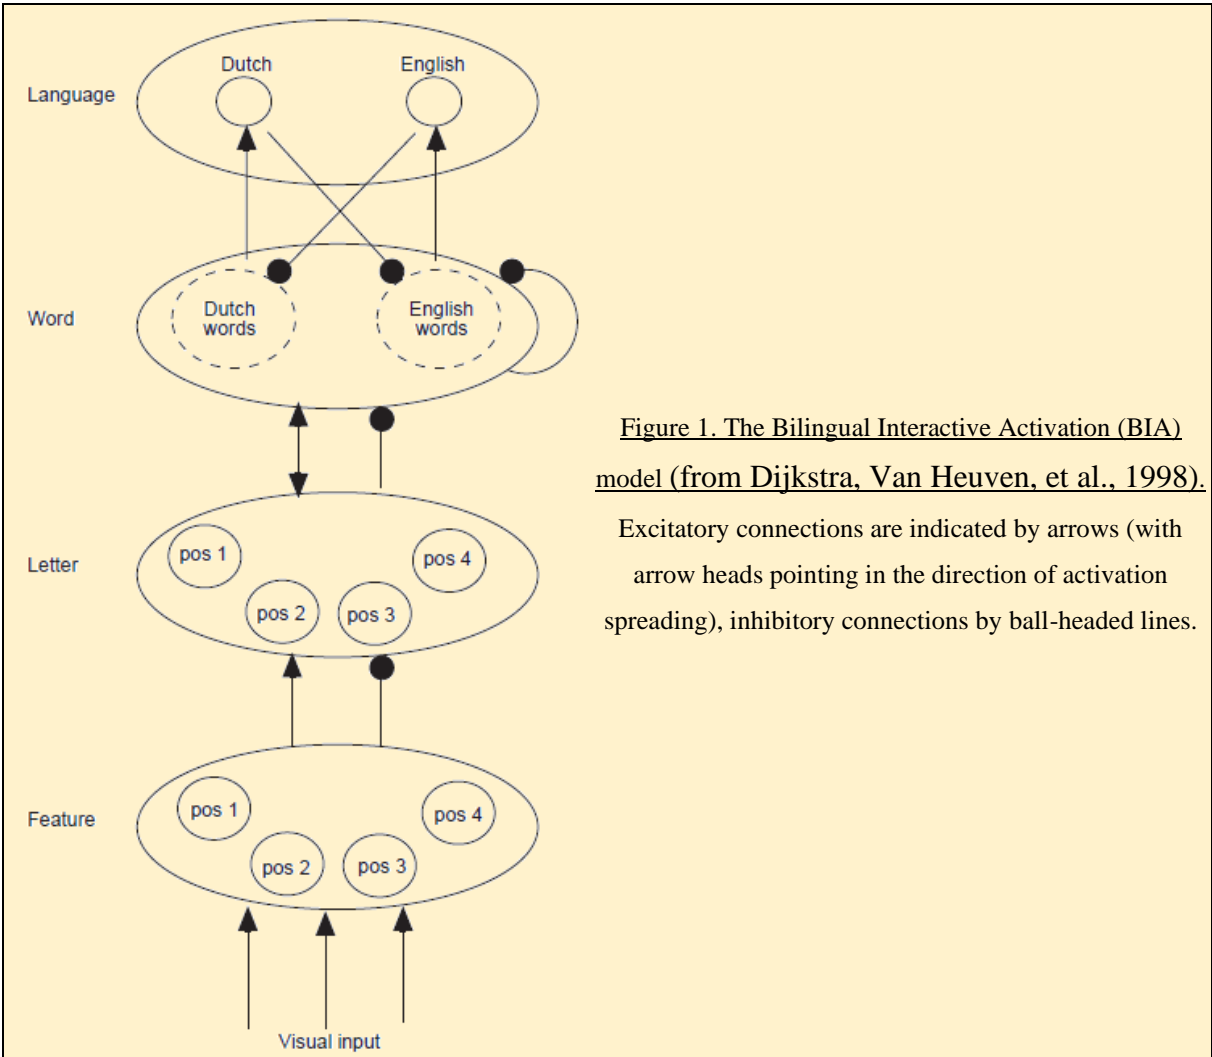 Dutch English
Language
Word
Dutch
words
English
words
Figure 1. The Bilingual Interactive Activation (BIA)
model (from Dijkstra, Van Heuven, et al., 1998).
Excitatory connections are indicated by arrows (with
arrow heads pointing in the direction of activation
spreading), inhibitory connections by ball-headed lines.
Letter
pos 1 pos 4
pos 2 pos 3
Feature
pos 1 pos 4
pos 2 pos 3
Visual input